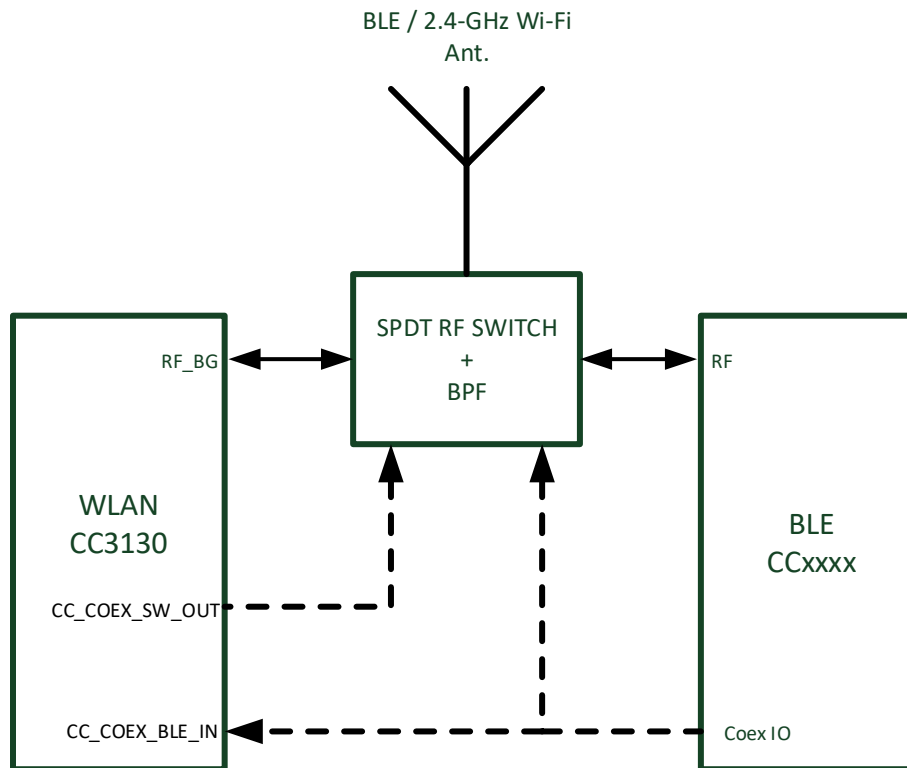 BLE / 2.4-GHz Wi-Fi
Ant.
SPDT RF SWITCH
+
BPF
RF_BG
RF
WLAN
CC3130
BLE
CCxxxx
CC_COEX_SW_OUT
CC_COEX_BLE_IN
Coex IO